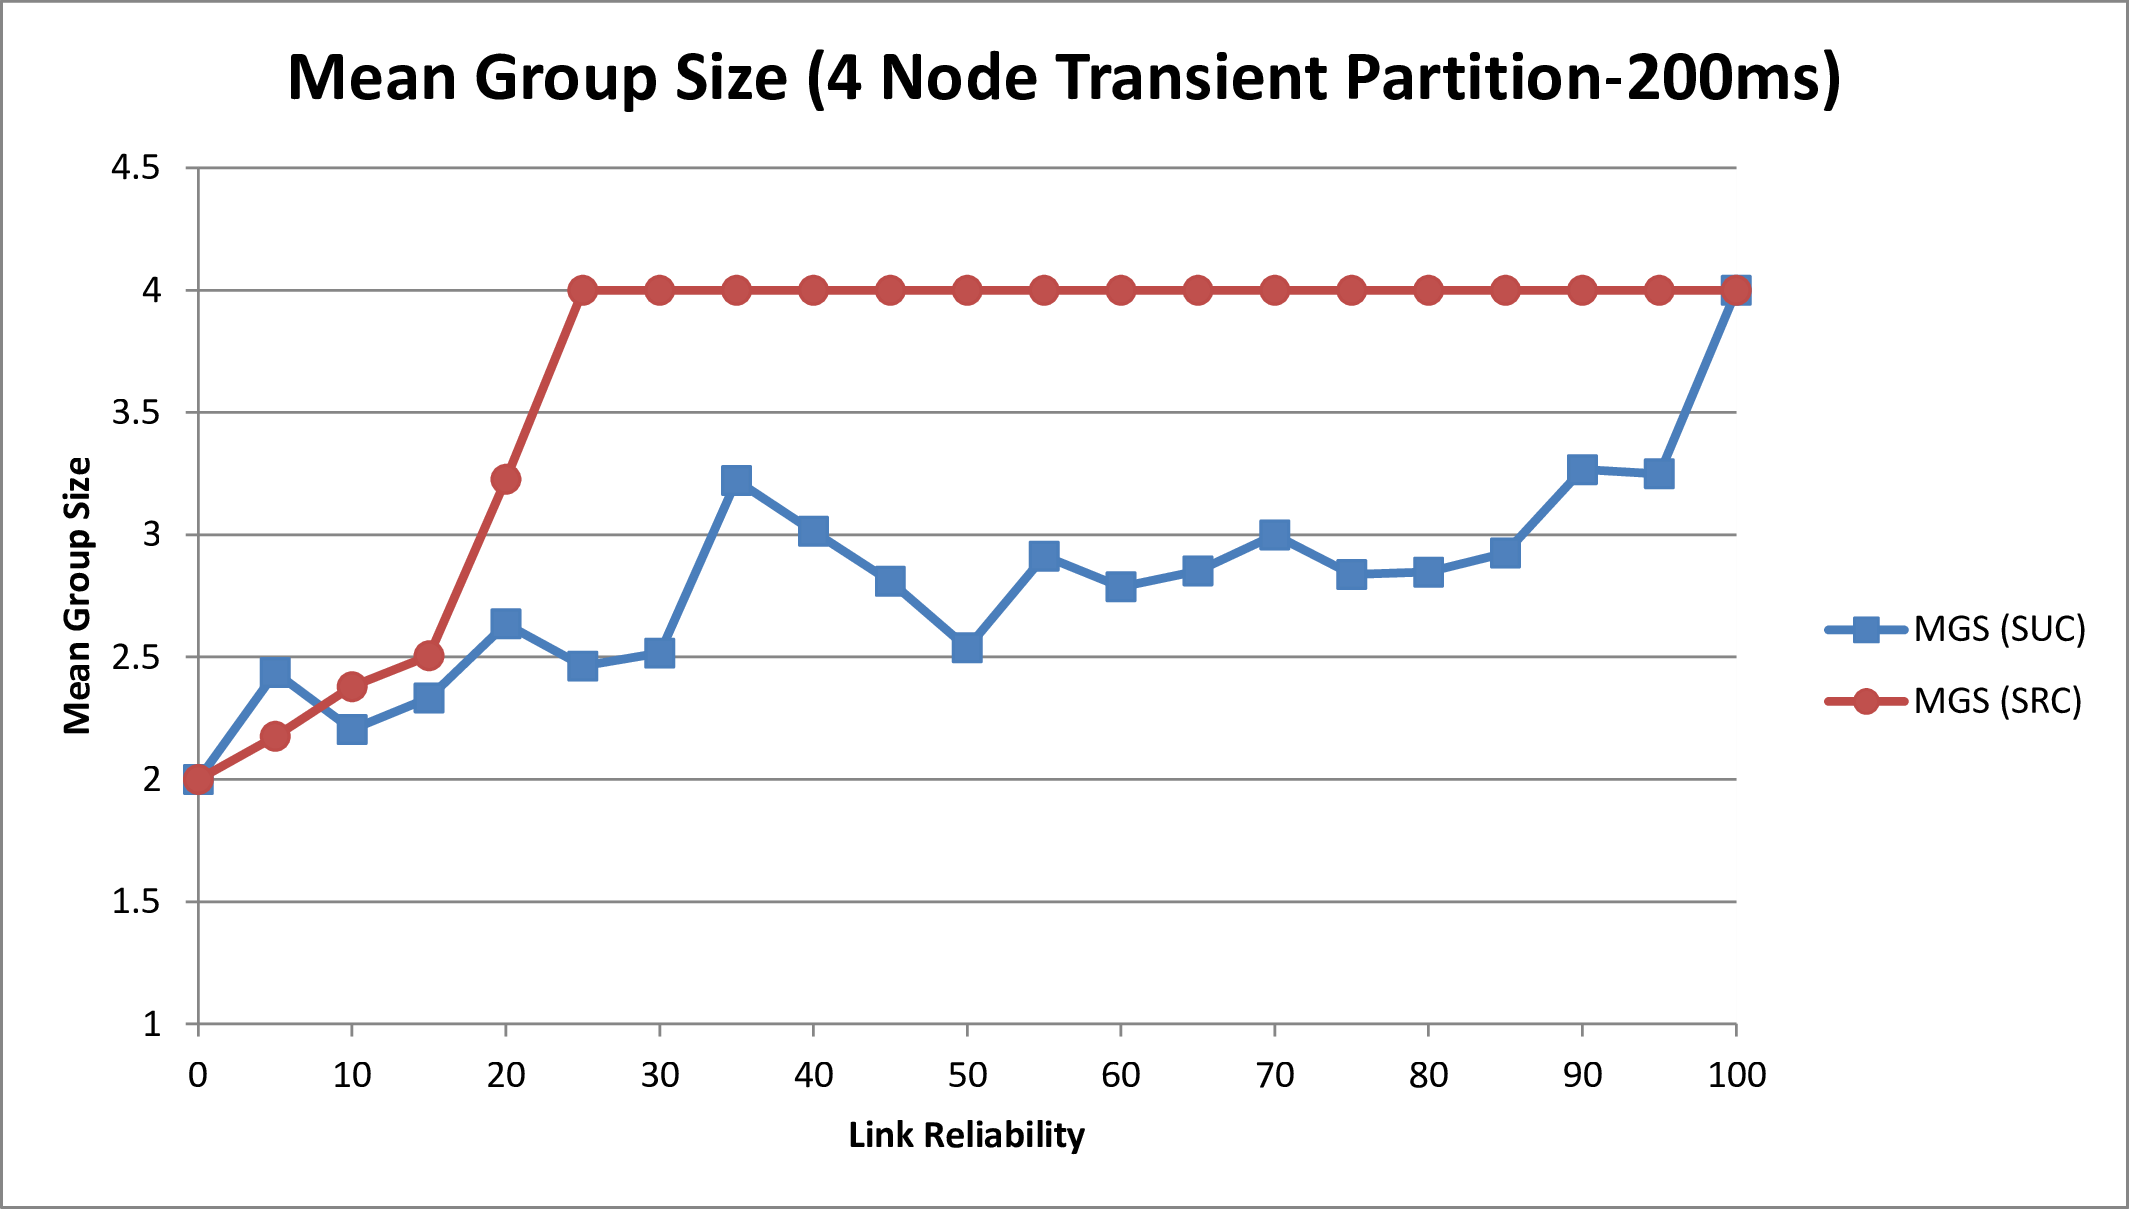 Mean Group Size (4 Node Transient Partition-200ms)
4.5
4
3.5
3
2.5
2
1.5
1
Mean Group Size
0 10 20 30 40 50 60 70 80 90 100
Link Reliability
MGS (SUC)
MGS (SRC)